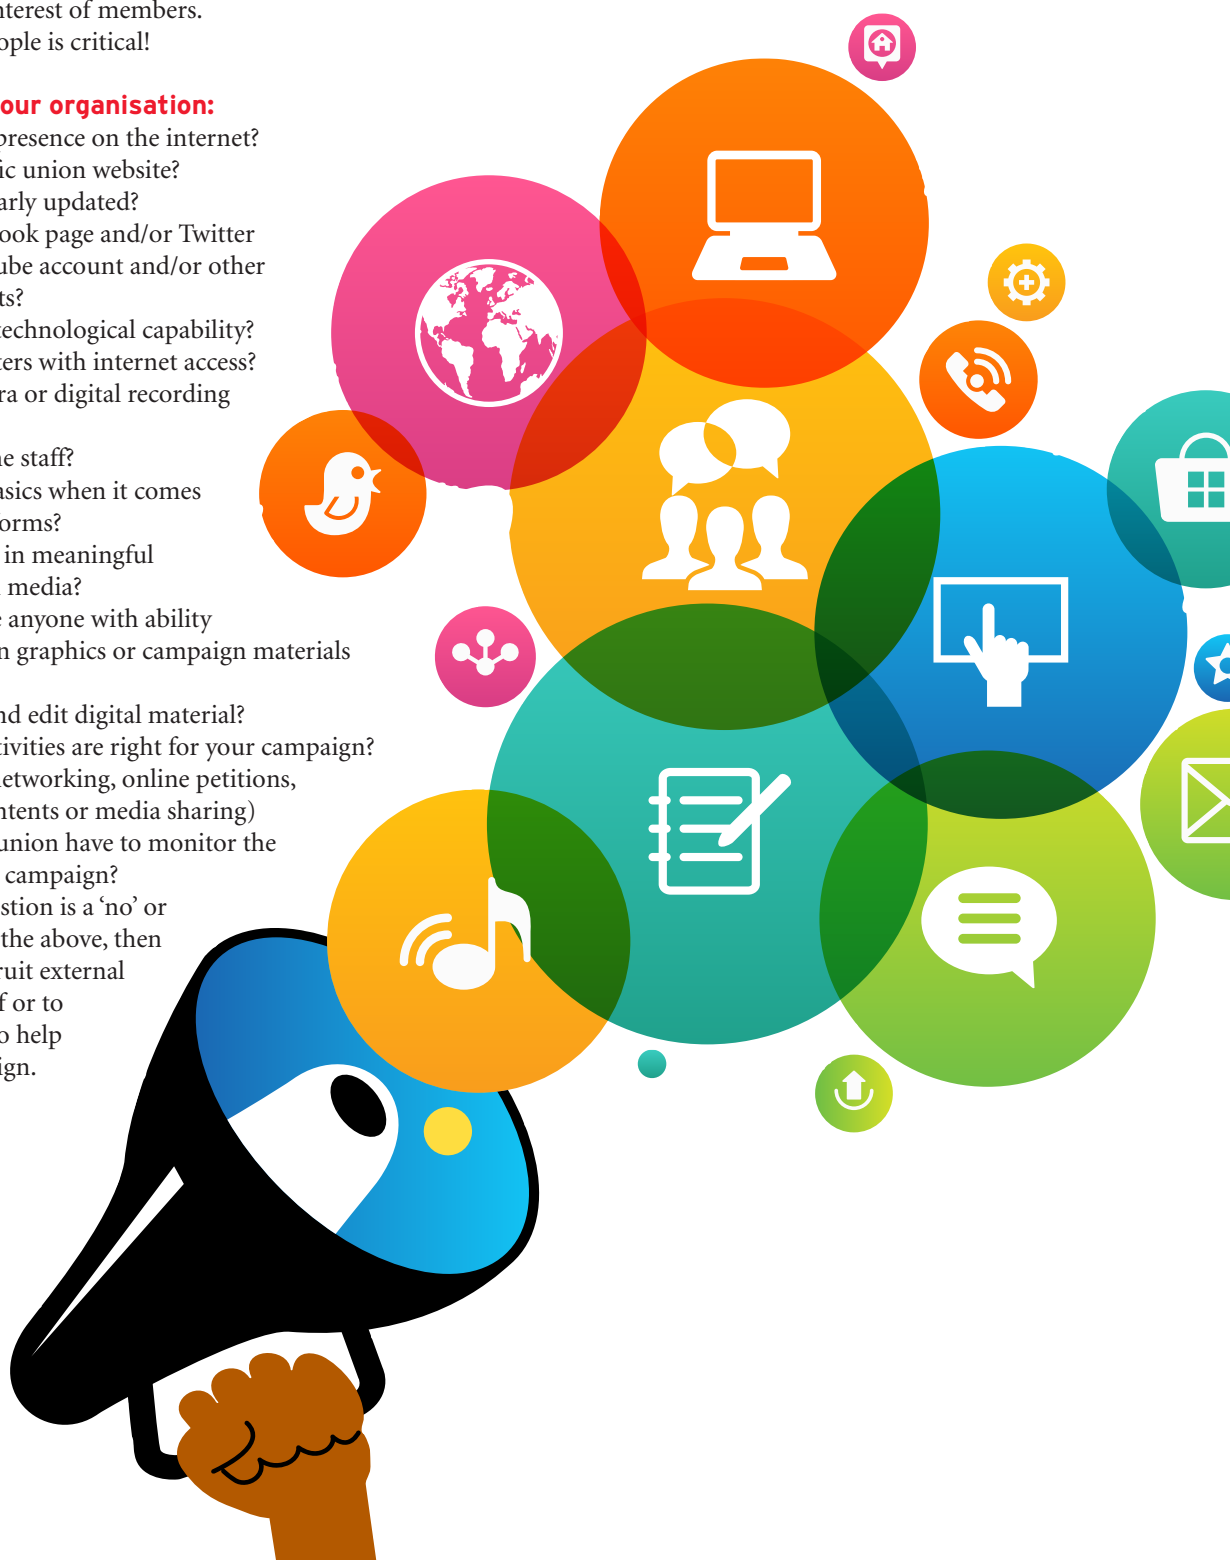 nterest of members.
ople is critical!
our organisation:
presence on the internet?
fic union website?
arly updated?
ook page and/or Twitter
ube account and/or other
ts?
technological capability?
ters with internet access?
ra or digital recording
ne staff?
asics when it comes
orms?
in meaningful
media?
e anyone with ability
n graphics or campaign materials
nd edit digital material?
tivities are right for your campaign?
networking, online petitions,
ntents or media sharing)
union have to monitor the
campaign?
stion is a ‘no’ or
the above, then
ruit external
f or to
o help
ign.